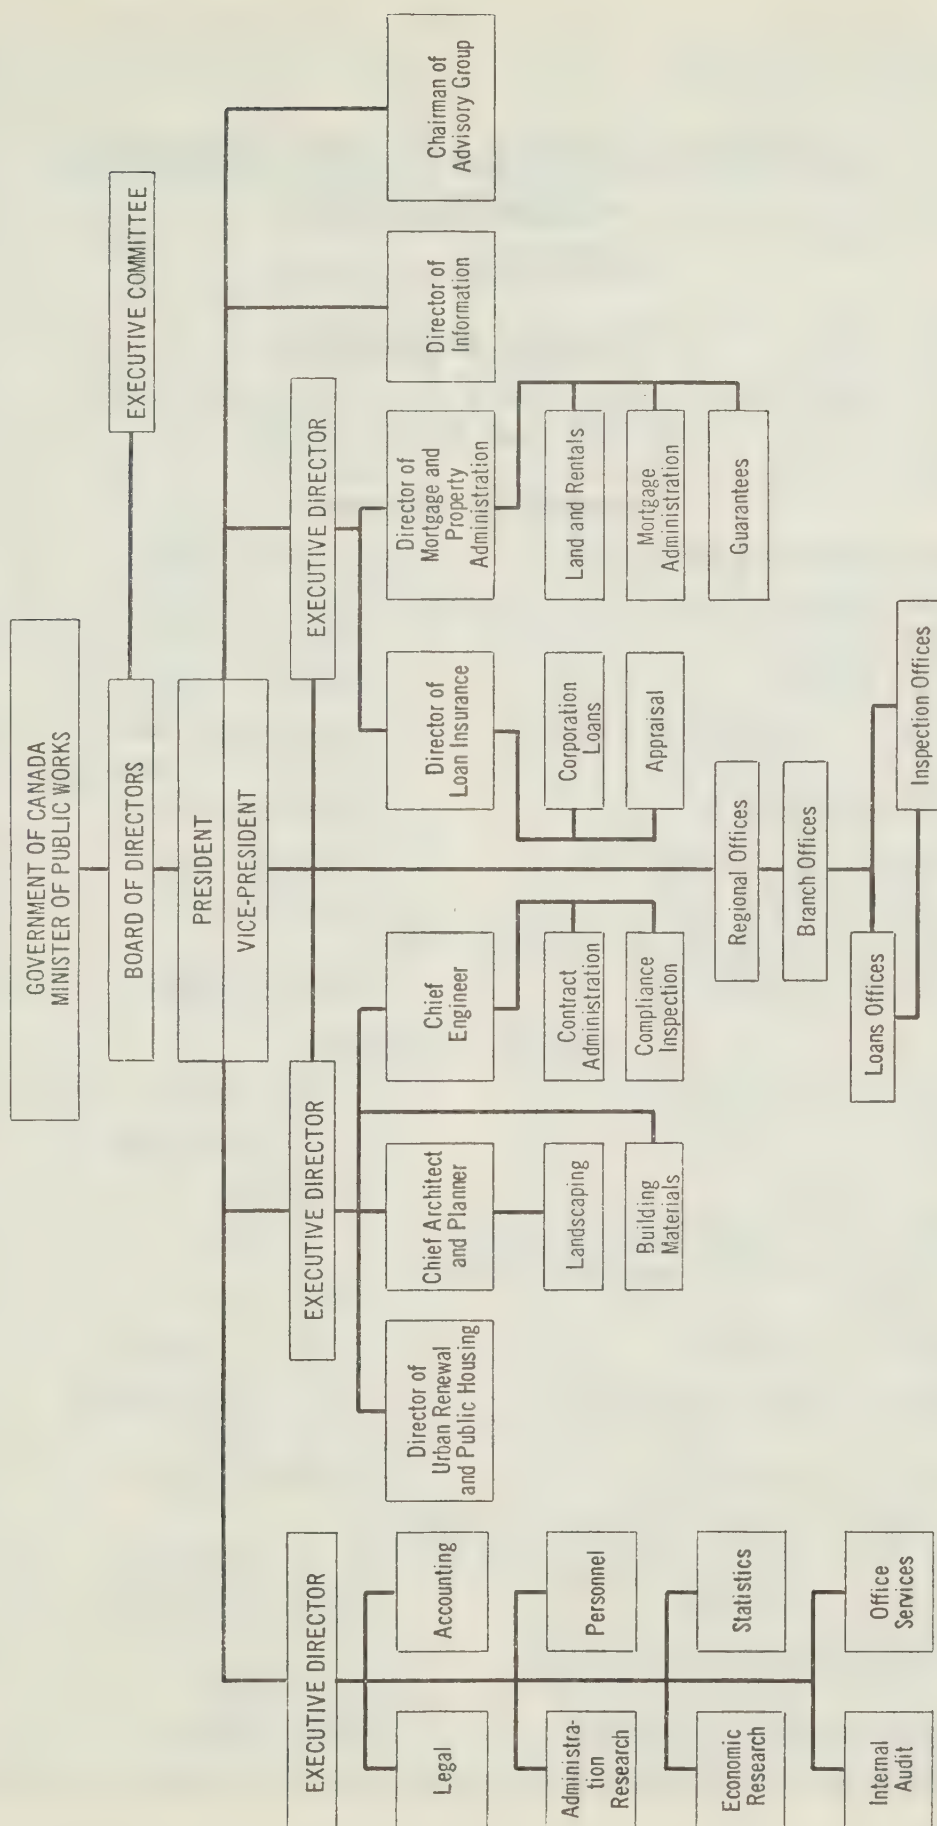 GOVERNMENT OF CANADA
MINISTER OF PUBLIC WORKS
BOARD OF DIRECTORS
EXECUTIVE COMMITTEE
PRESIDENT
VICE-PRESIDENT
EXECUTIVE DIRECTOR
EXECUTIVE DIRECTOR
EXECUTIVE DIRECTOR
Legal
Accounting
Administra-
tion
Research
Personnel
Economic
Research
Statistics
Internal
Audit
Office
Services
Director of
Urban Renewal
and Public Housing
Chief Architect
and Planner
Chief
Engineer
Landscaping
Building
Materials
Contract
Administration
Compliance
Inspection
Director of
Loan Insurance
Director of
Mortgage and
Property
Administration
Corporation
Loans
Appraisal
Land and Rentals
Mortgage
Administration
Guarantees
Director of
Information
Chairman of
Advisory Group
Regional Offices
Branch Offices
Loans Offices
Inspection Offices